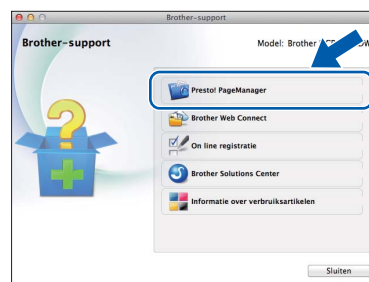 Brother-support
Brother-support
Model: Brother
Presto! PageManager
Brother Web Connect
On line registratie
Brother Solutions Center
Informatie over verbruiksartikelen
Sluiten